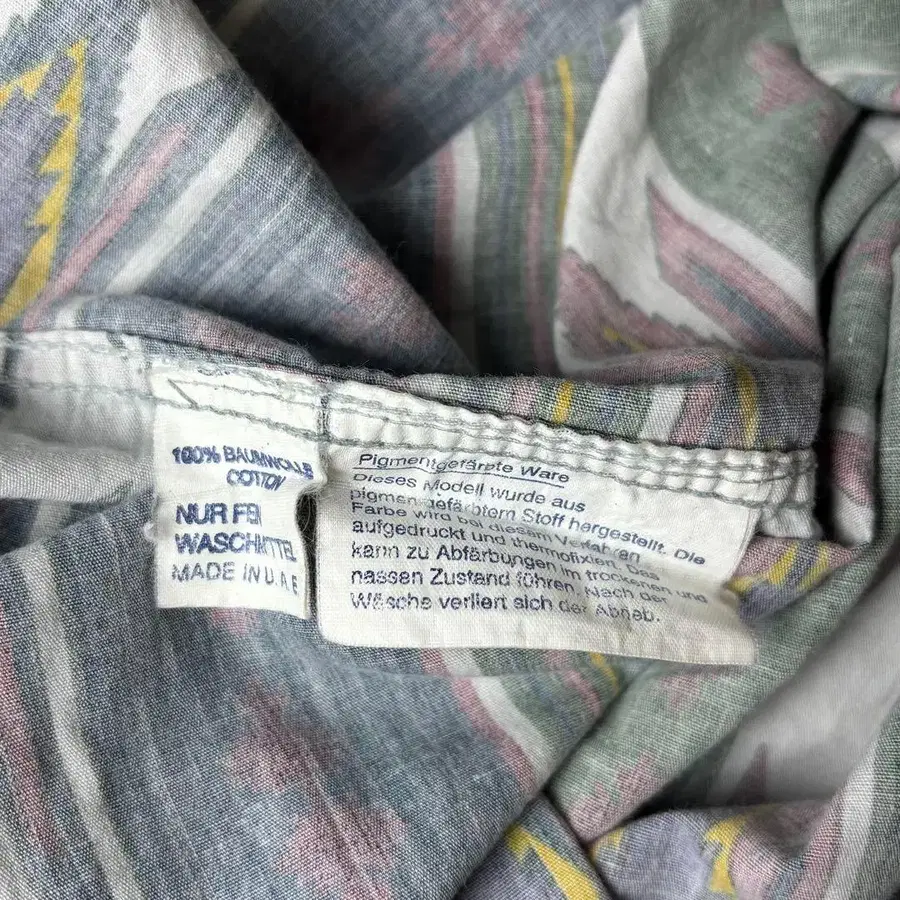 100% BAUMWOLLE
COTTON
NUR FEIN
WASCHMITTEL
MADE IN U.A.E
Pigmentgefärbte Ware
Dieses Modell wurde aus
pigmentgefärbtem Stoff hergestellt. Die
Farbe wird bei diesem Verfahren
aufgedruckt und thermofixiert. Das
kann zu Abfärbungen im trockenen und
nassen Zustand führen. Nach der
Wäsche verliert sich der Abrieb.